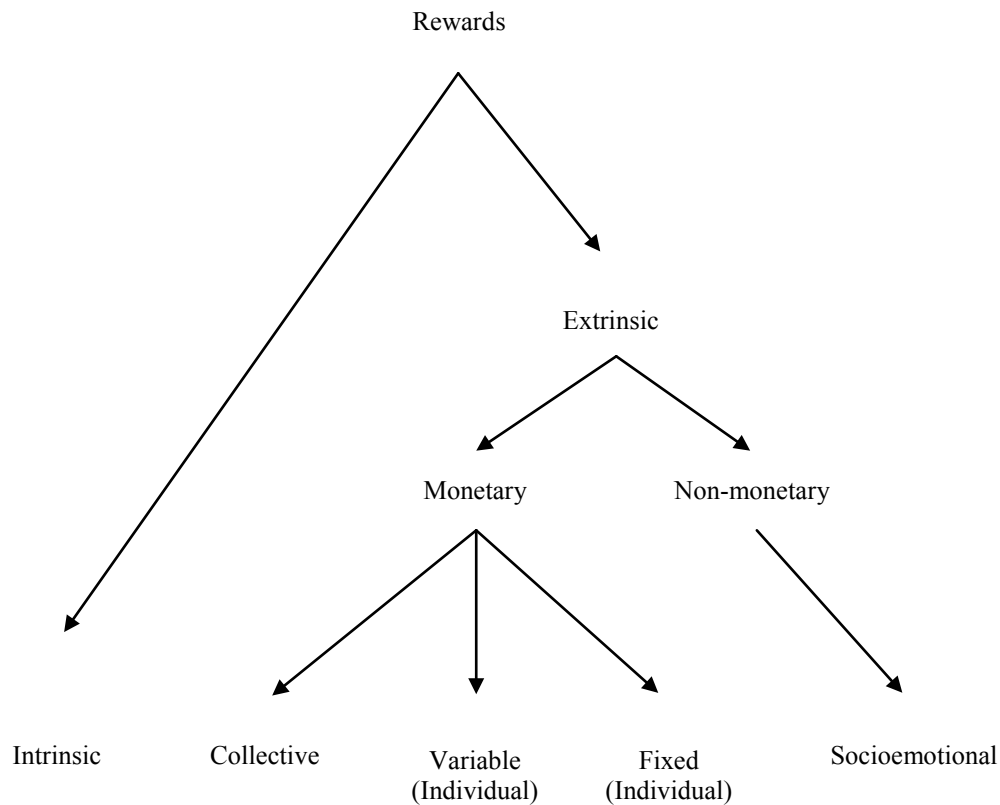 Rewards
Extrinsic
Monetary
Non-monetary
Intrinsic
Collective
Variable
(Individual)
Fixed
(Individual)
Socioemotional